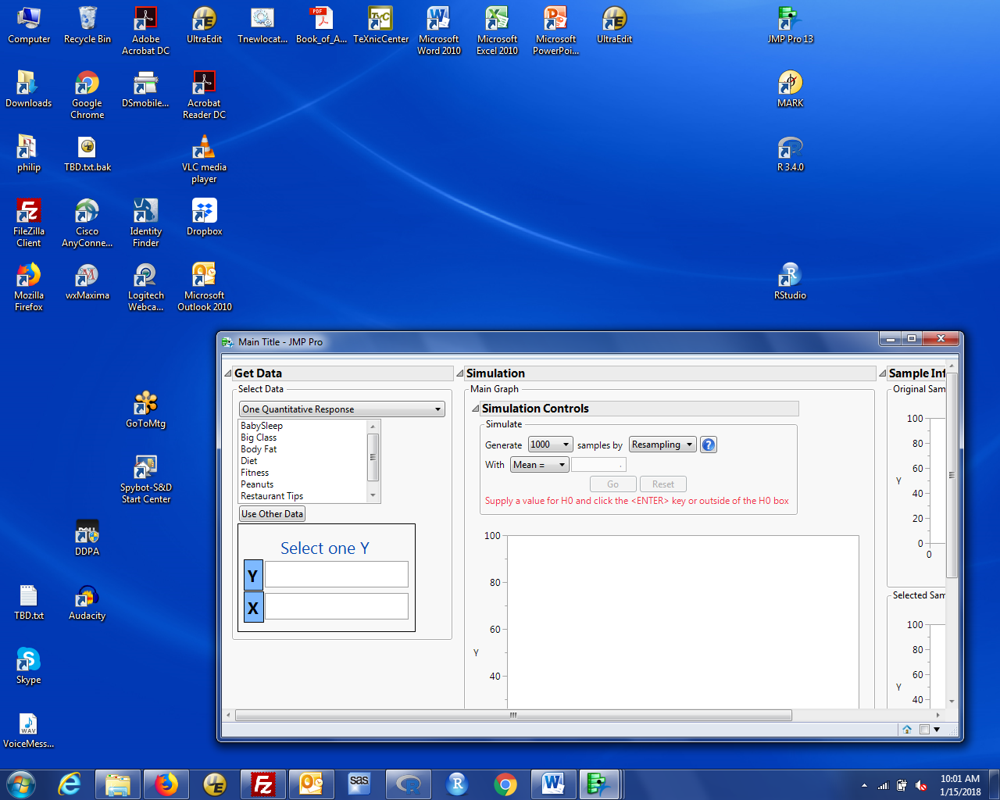 Computer
Recycle Bin
Adobe
Acrobat DC
UltraEdit
Tnewlocat...
Book_of_A...
TeXnicCenter
Microsoft
Word 2010
Microsoft
Excel 2010
Microsoft
PowerPoi...
UltraEdit
JMP Pro 13
Downloads
Google
Chrome
DSmobile...
Acrobat
Reader DC
MARK
philip
TBD.txt.bak
VLC media
player
R 3.4.0
FileZilla
Client
Cisco
AnyConne...
Identity
Finder
Dropbox
Mozilla
Firefox
wxMaxima
Logitech
Webca...
Microsoft
Outlook 2010
RStudio
GoToMtg
Spybot-S&D
Start Center
DDPA
TBD.txt
Audacity
Skype
VoiceMess...
Main Title - JMP Pro
Get Data
Select Data
One Quantitative Response
BabySleep
Big Class
Body Fat
Diet
Fitness
Peanuts
Restaurant Tips
Use Other Data
Select one Y
Y
X
Simulation
Main Graph
Simulation Controls
Simulate
Generate 1000 samples by Resampling ?
With Mean = .
Go Reset
Supply a value for H0 and click the <ENTER> key or outside of the H0 box
100
80
60
Y
40
Sample Inf
Original Sam
100
80
60
Y
40
20
0
0
Selected Sam
100
80
60
Y
40
10:01 AM
1/15/2018